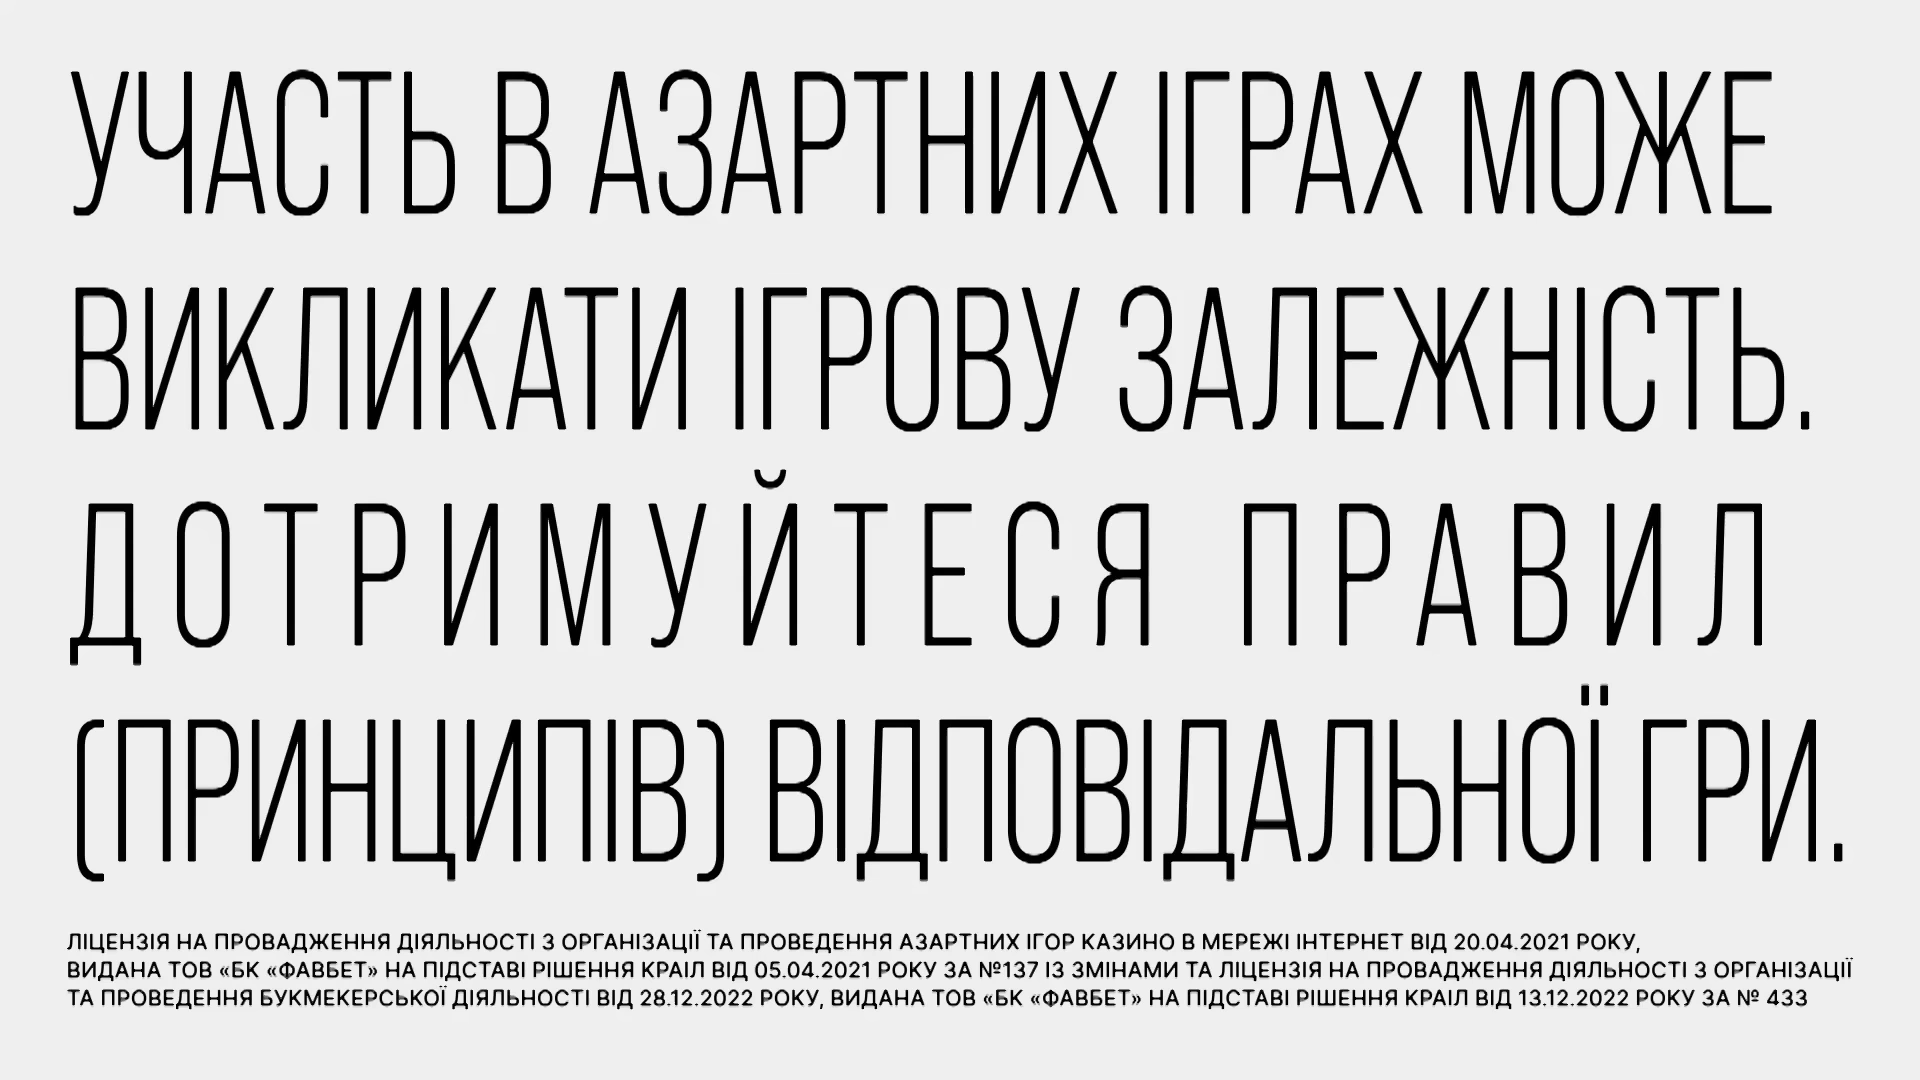 УЧАСТЬ В АЗАРТНИХ ІГРАХ МОЖЕ
ВИКЛИКАТИ ІГРОВУ ЗАЛЕЖНІСТЬ.
ДОТРИМУЙТЕСЯ ПРАВИЛ
(ПРИНЦИПІВ) ВІДПОВІДАЛЬНОЇ ГРИ.
ЛІЦЕНЗІЯ НА ПРОВАДЖЕННЯ ДІЯЛЬНОСТІ З ОРГАНІЗАЦІЇ ТА ПРОВЕДЕННЯ АЗАРТНИХ ІГОР КАЗИНО В МЕРЕЖІ ІНТЕРНЕТ ВІД 20.04.2021 РОКУ,
ВИДАНА ТОВ «БК «ФАВБЕТ» НА ПІДСТАВІ РІШЕННЯ КРАІЛ ВІД 05.04.2021 РОКУ ЗА №137 ІЗ ЗМІНАМИ ТА ЛІЦЕНЗІЯ НА ПРОВАДЖЕННЯ ДІЯЛЬНОСТІ З ОРГАНІЗАЦІЇ
ТА ПРОВЕДЕННЯ БУКМЕКЕРСЬКОЇ ДІЯЛЬНОСТІ ВІД 28.12.2022 РОКУ, ВИДАНА ТОВ «БК «ФАВБЕТ» НА ПІДСТАВІ РІШЕННЯ КРАІЛ ВІД 13.12.2022 РОКУ ЗА № 433